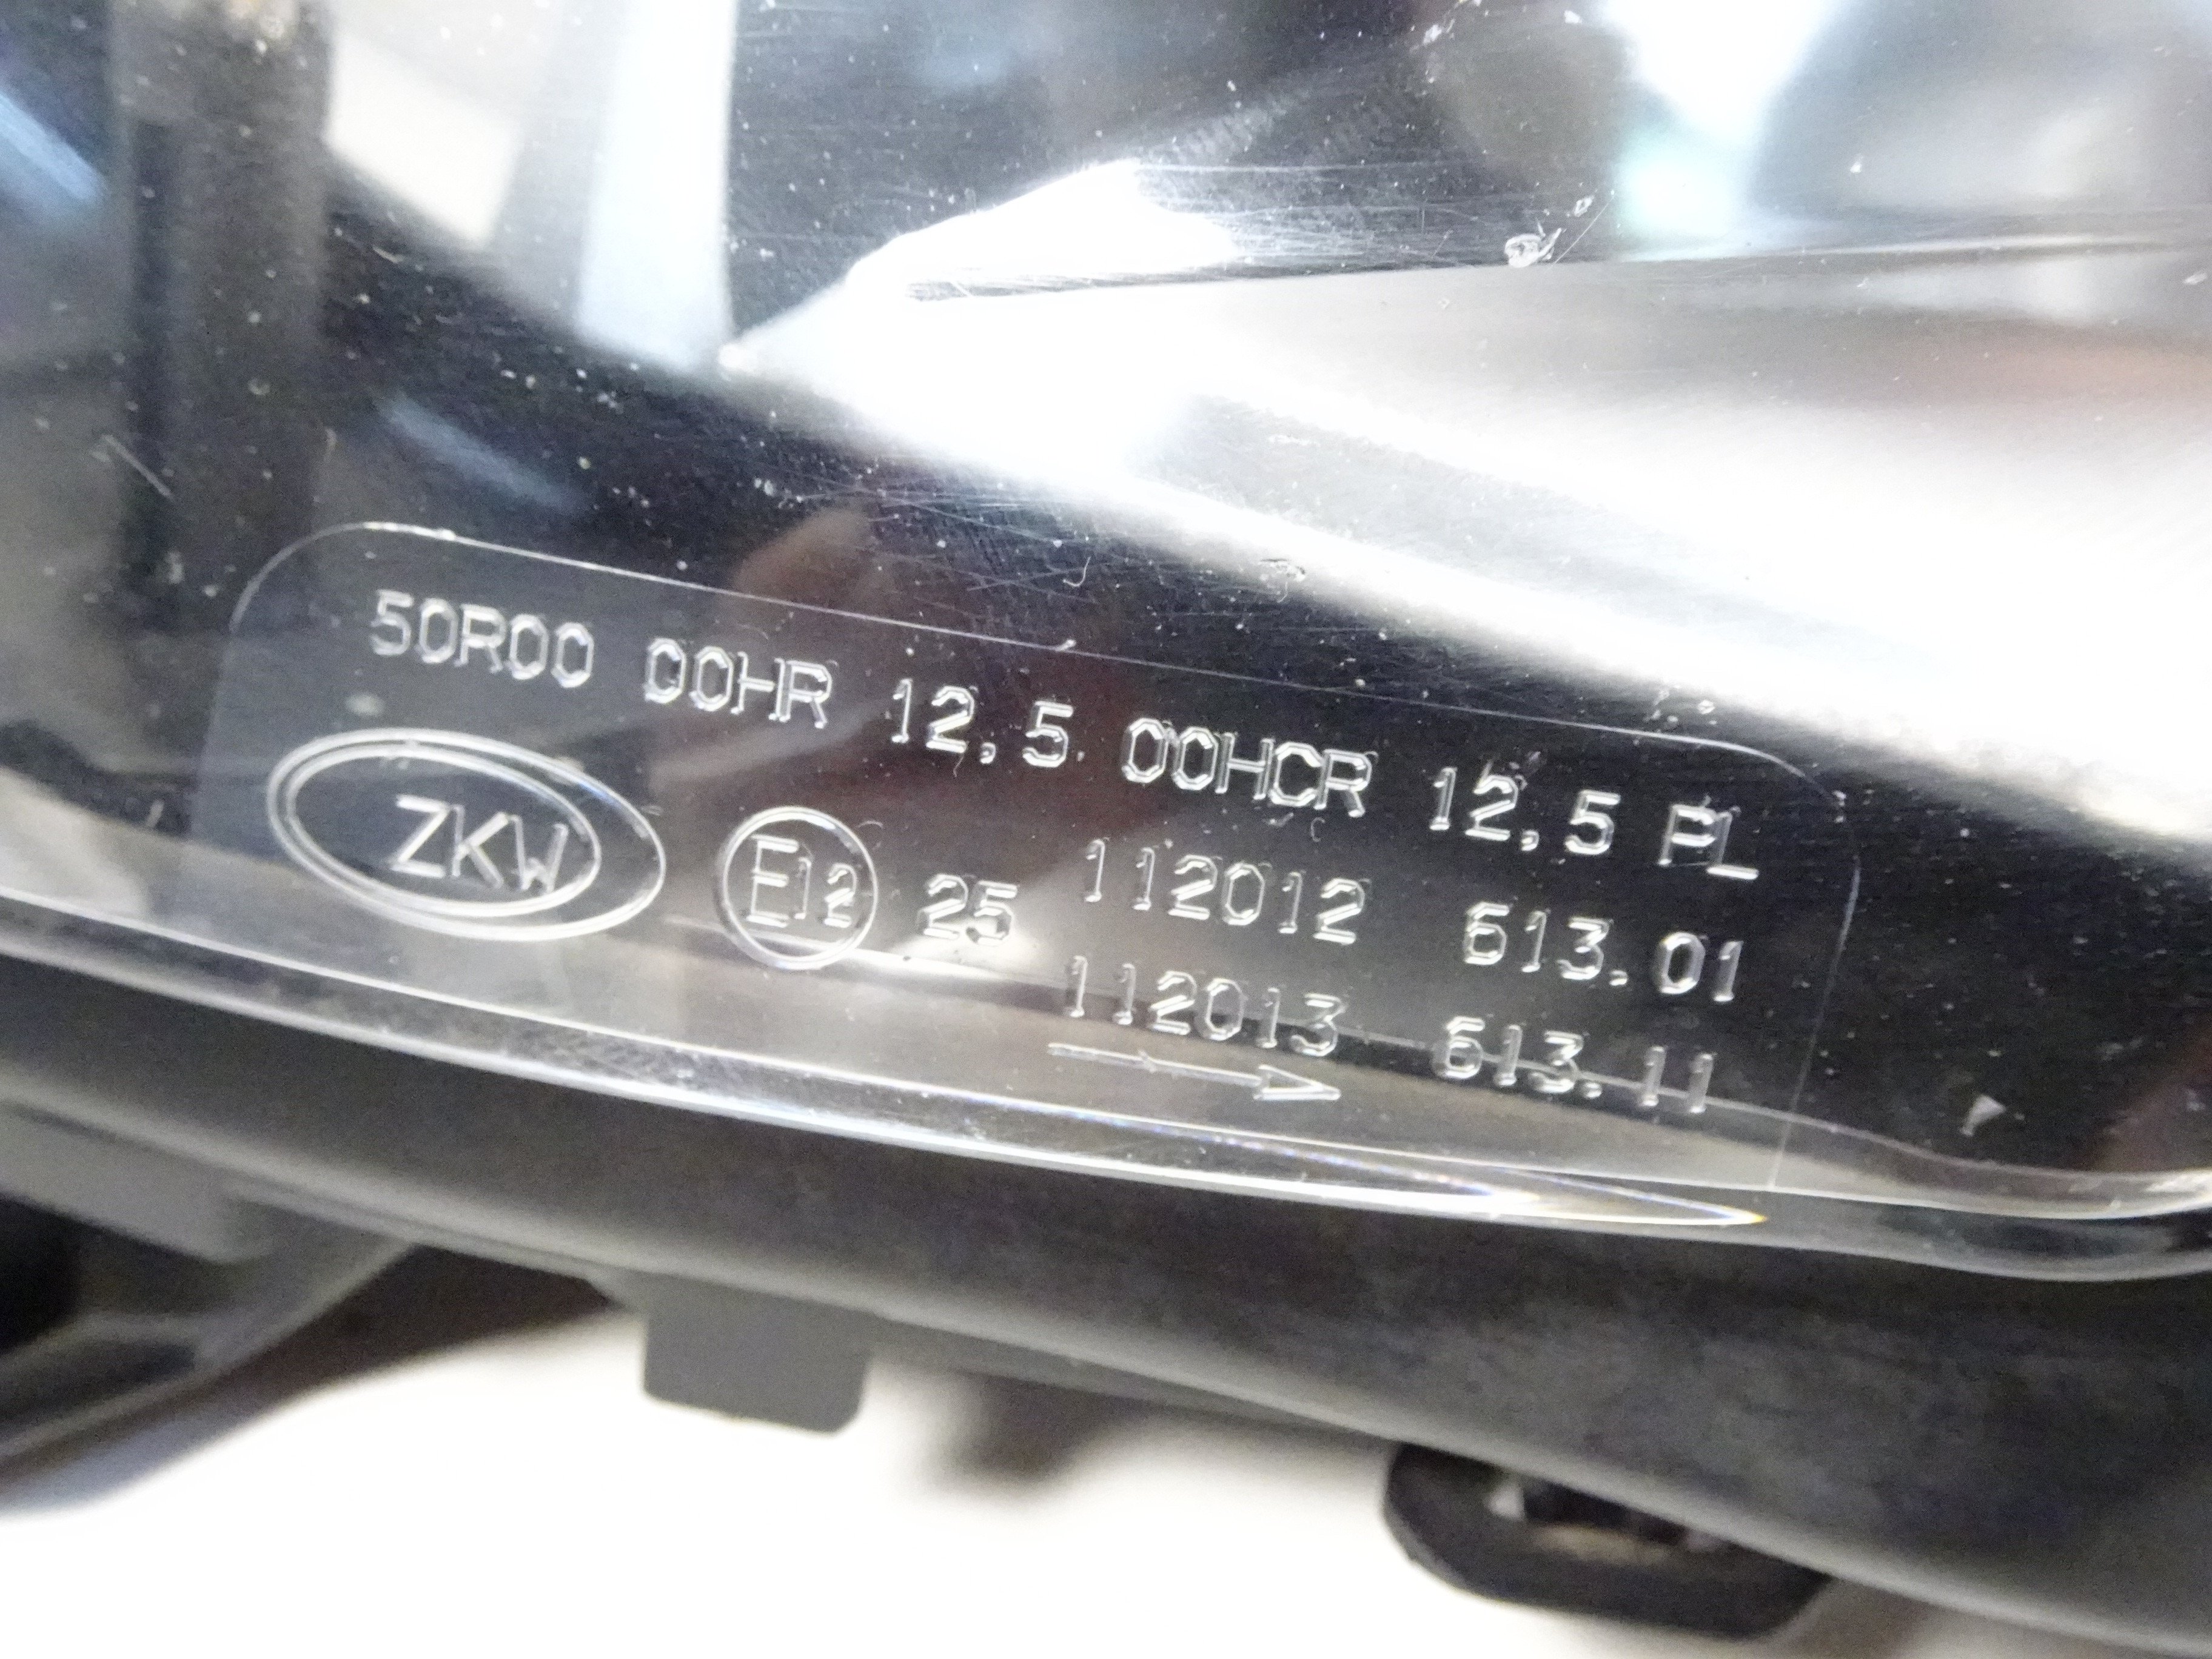 50R00 00HR 12,5 00HCR 12,5 PL
ZKW E12 25 112012 613.01
112013 613.11